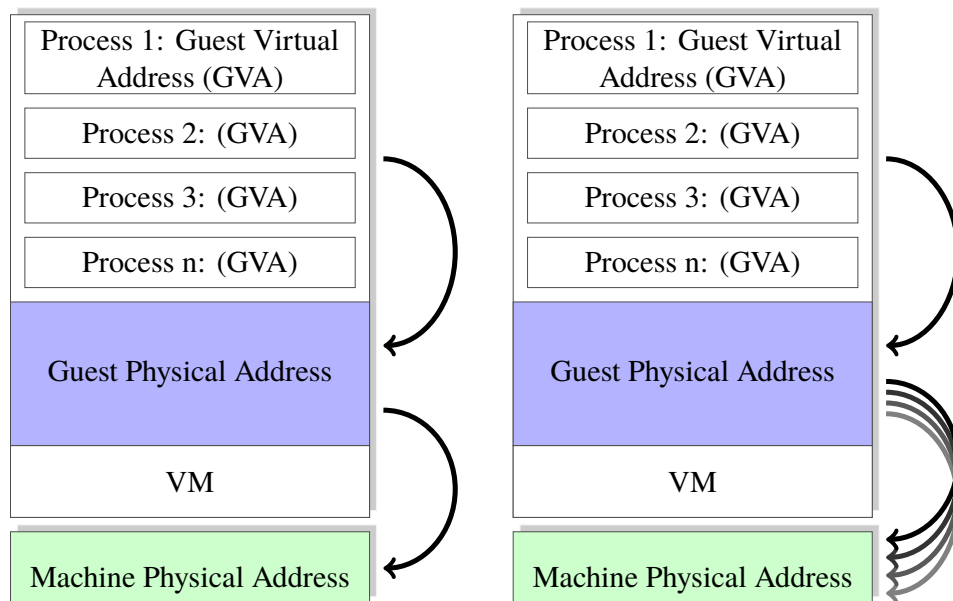 Process 1: Guest Virtual
Address (GVA)
Process 2: (GVA)
Process 3: (GVA)
Process n: (GVA)
Guest Physical Address
VM
Machine Physical Address
Process 1: Guest Virtual
Address (GVA)
Process 2: (GVA)
Process 3: (GVA)
Process n: (GVA)
Guest Physical Address
VM
Machine Physical Address